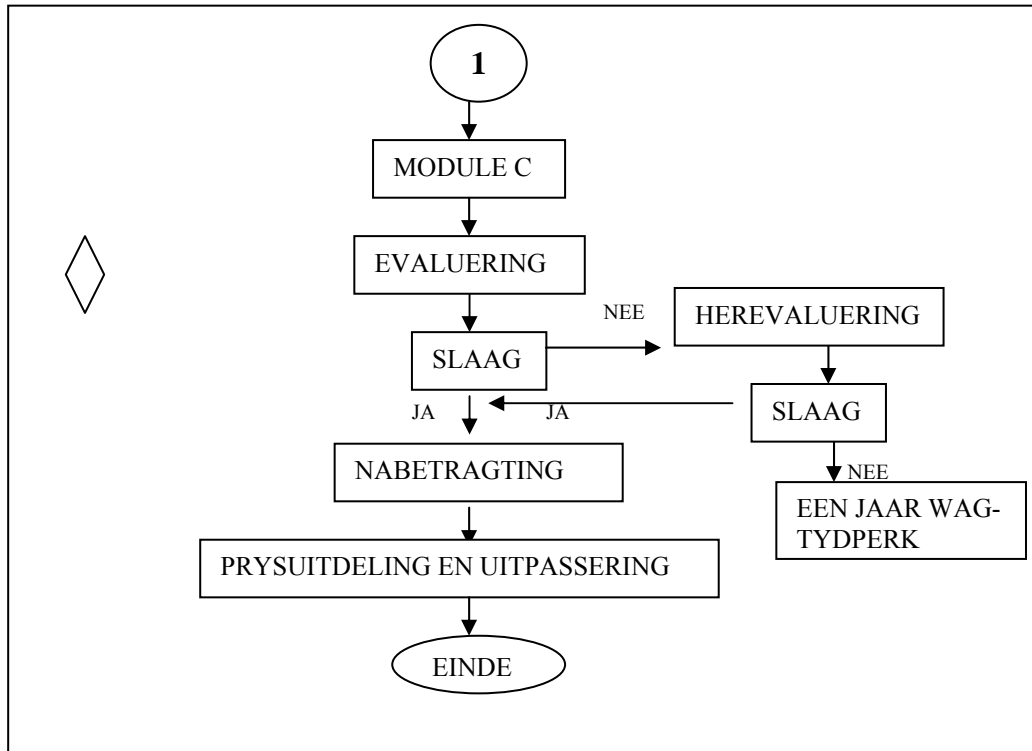 1
MODULE C
EVALUERING
NEE
HEREVALUERING
SLAAG
SLAAG
JA
JA
NABETRAGTING
NEE
EEN JAAR WAG-
TYDPERK
PRYSUITDELING EN UITPASSERING
EINDE